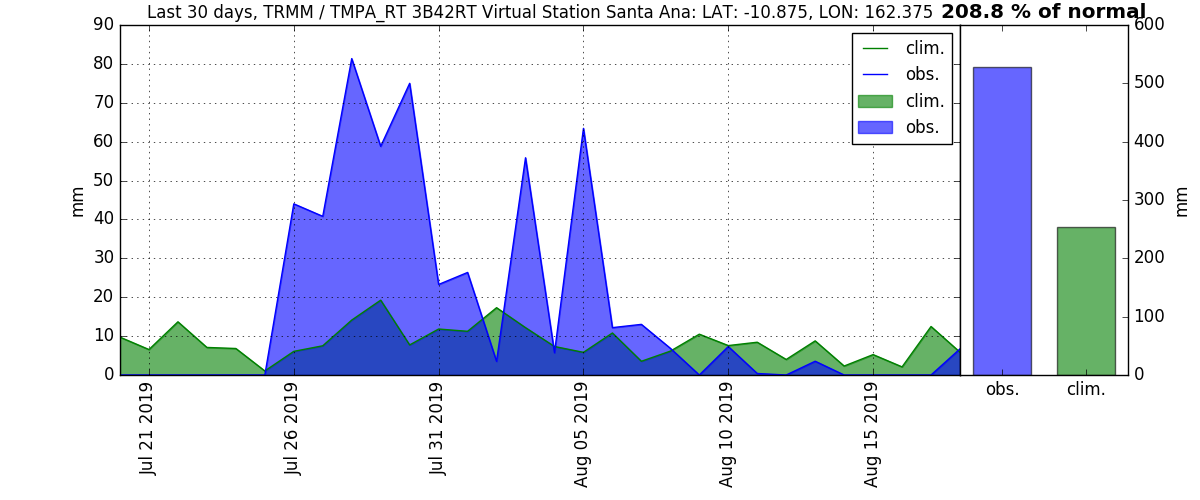 Last 30 days, TRMM / TMPA_RT 3B42RT Virtual Station Santa Ana: LAT: -10.875, LON: 162.375 208.8 % of normal
90
80
70
60
50
40
30
20
10
0
mm
clim.
obs.
clim.
obs.
Jul 21 2019
Jul 26 2019
Jul 31 2019
Aug 05 2019
Aug 10 2019
Aug 15 2019
600
500
400
300
200
100
0
mm
obs. clim.